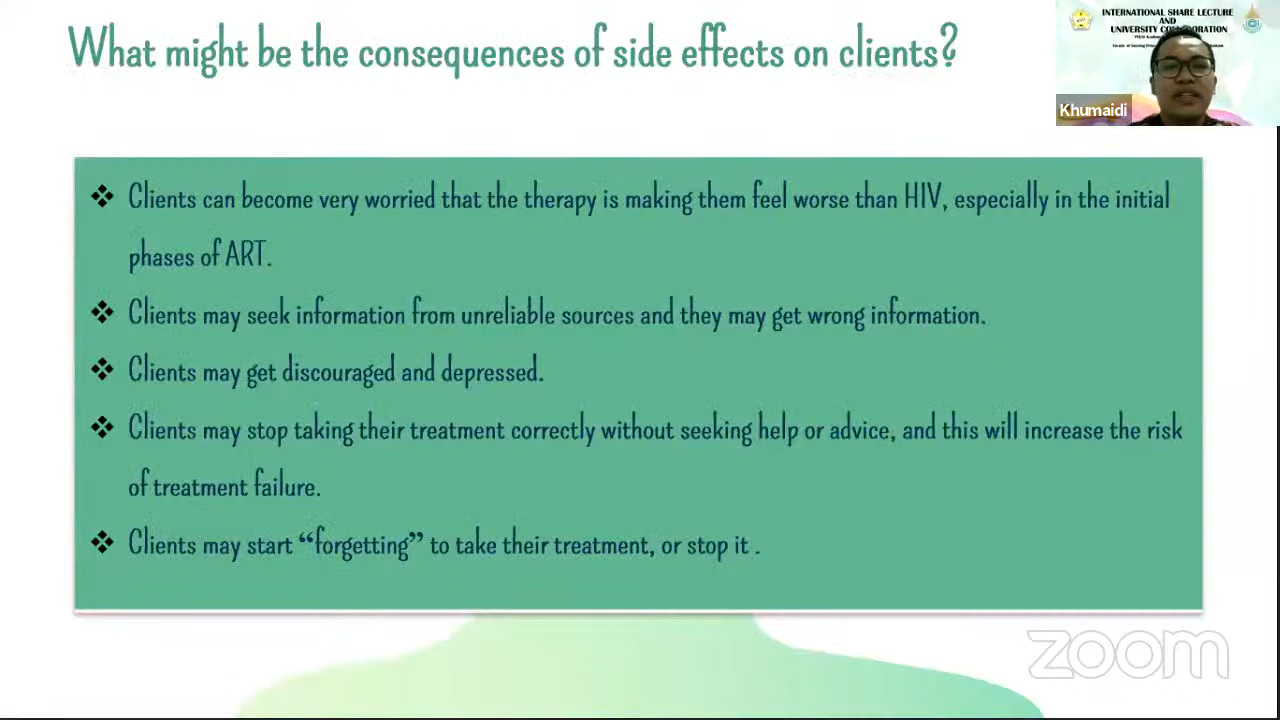 What might be the consequences of side effects on clients?
INTERNATIONAL SHARE LECTURE
AND
UNIVERSITY COLLABORATION
Khumaidi
❖ Clients can become very worried that the therapy is making them feel worse than HIV, especially in the initial
phases of ART.
❖ Clients may seek information from unreliable sources and they may get wrong information.
❖ Clients may get discouraged and depressed.
❖ Clients may stop taking their treatment correctly without seeking help or advice, and this will increase the risk
of treatment failure.
❖ Clients may start “forgetting” to take their treatment, or stop it .
zoom